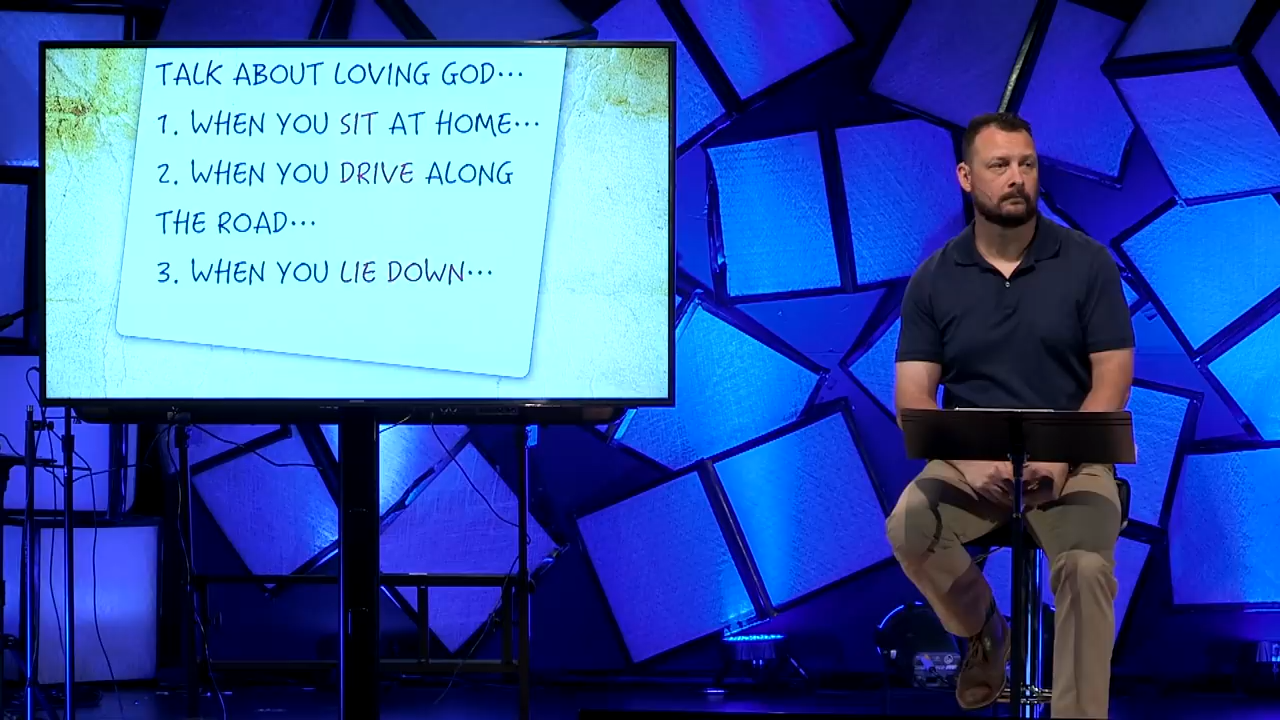 TALK ABOUT LOVING GOD...
1. WHEN YOU SIT AT HOME...
2. WHEN YOU DRIVE ALONG
THE ROAD...
3. WHEN YOU LIE DOWN...